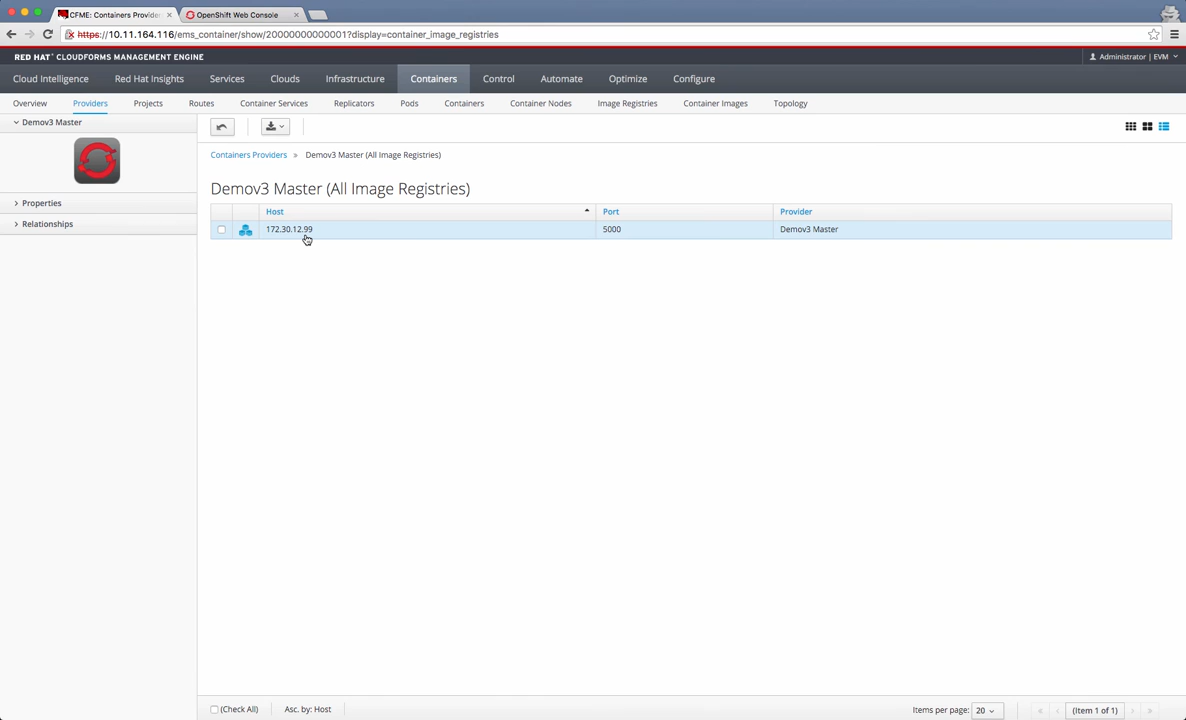 CFME: Containers Provider
OpenShift Web Console
https://10.11.164.116/ems_container/show/20000000000001?display=container_image_registries
RED HAT CLOUDFORMS MANAGEMENT ENGINE
Administrator | EVM
Cloud Intelligence Red Hat Insights Services Clouds Infrastructure Containers Control Automate Optimize Configure
Overview Providers Projects Routes Container Services Replicators Pods Containers Container Nodes Image Registries Container Images Topology
Demov3 Master
Properties
Relationships
Containers Providers » Demov3 Master (All Image Registries)
Demov3 Master (All Image Registries)
Host Port Provider
172.30.12.99 5000 Demov3 Master
(Check All) Asc. by: Host Items per page: 20 « ‹ (Item 1 of 1) › »